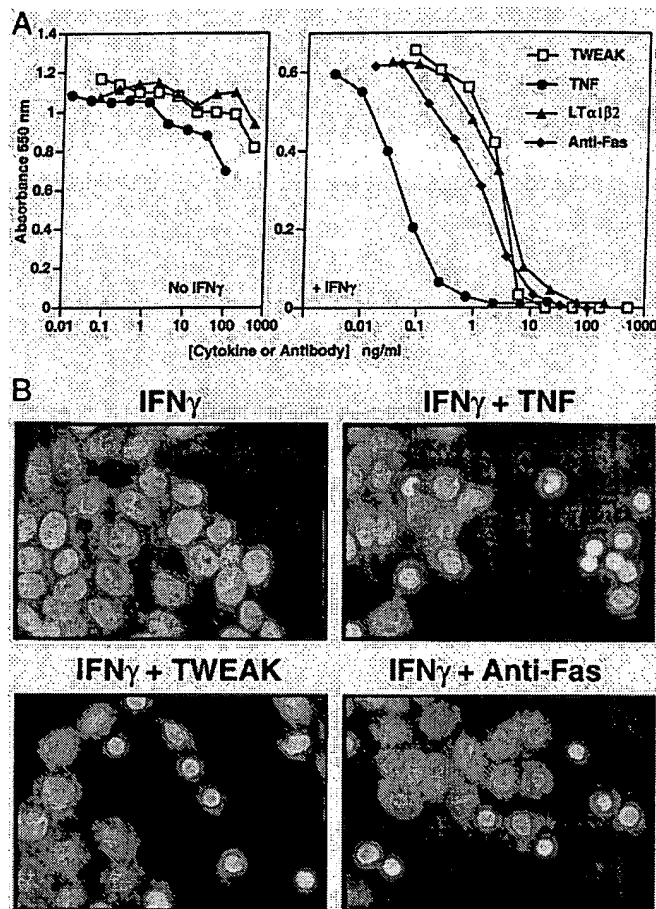 A
1.4
1.2
1
0.8
0.6
0.4
0.2
0
Absorbance 550 nm
No IFNγ
0.01 0.1 1 10 100 1000
0.6
0.4
0.2
0
+ IFNγ
0.01 0.1 1 10 100 1000
TWEAK
TNF
LTα1β2
Anti-Fas
[Cytokine or Antibody] ng/ml
B
IFNγ
IFNγ + TNF
IFNγ + TWEAK
IFNγ + Anti-Fas